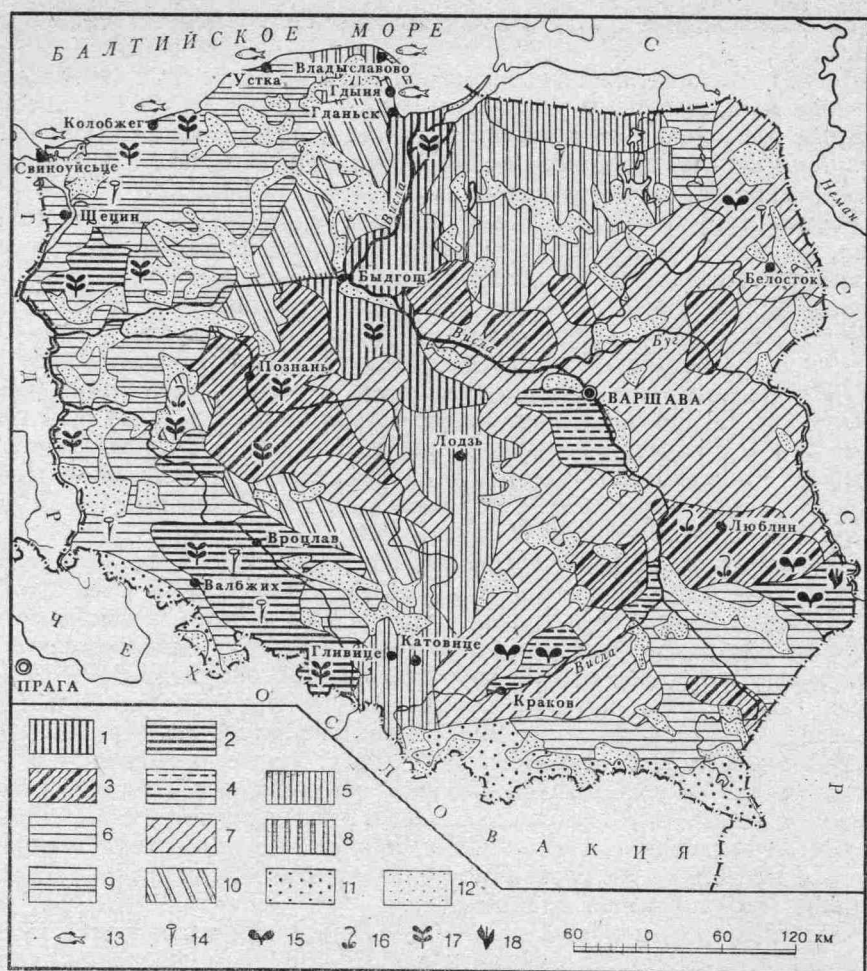 БАЛТИЙСКОЕ МОРЕ
С
Владыславово
Устка
Гдыня
Гданьск
Колобжег
Свиноуйсьце
Щецин
Г
Висла
Неман
С
Быдгощ
Белосток
С
Висла
Буг
Д
Познань
ВАРШАВА
Лодзь
С
Люблин
Р
Вроцлав
Валбжих
Ч
Е
Гливице
Катовице
Висла
Х
ПРАГА
О
Краков
С
Л
Р
О
В
А К И Я
1 2
3 4 5
6 7 8
9 10 11 12
13 14 15 16 17 18
60 0 60 120 км